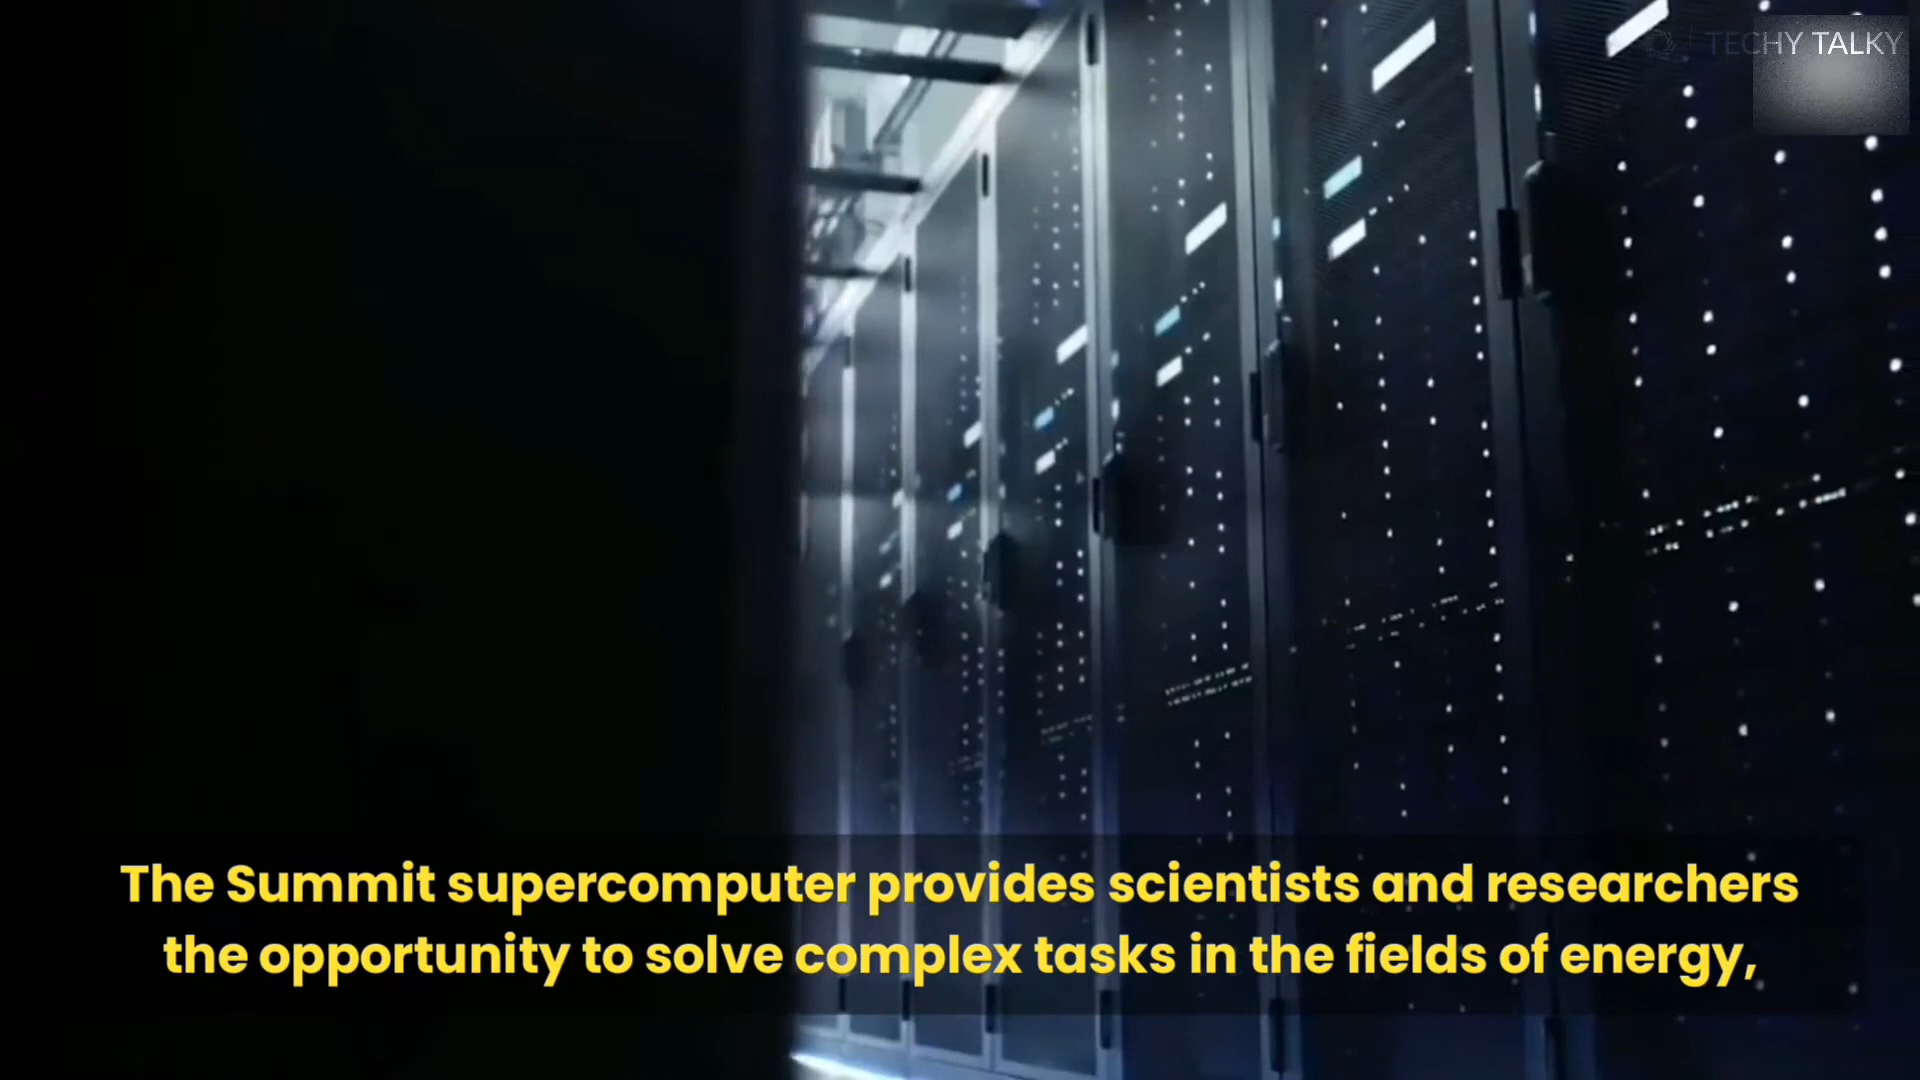 TECHY TALKY
The Summit supercomputer provides scientists and researchers
the opportunity to solve complex tasks in the fields of energy,